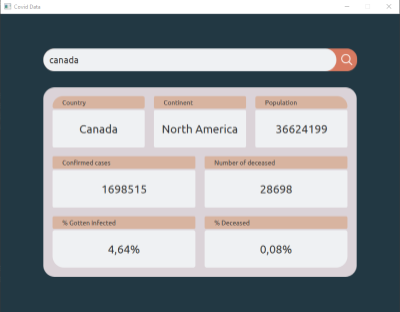 Covid Data
canada
Country Continent Population
Canada North America 36624199
Confirmed cases Number of deceased
1698515 28698
% Gotten infected % Deceased
4,64% 0,08%